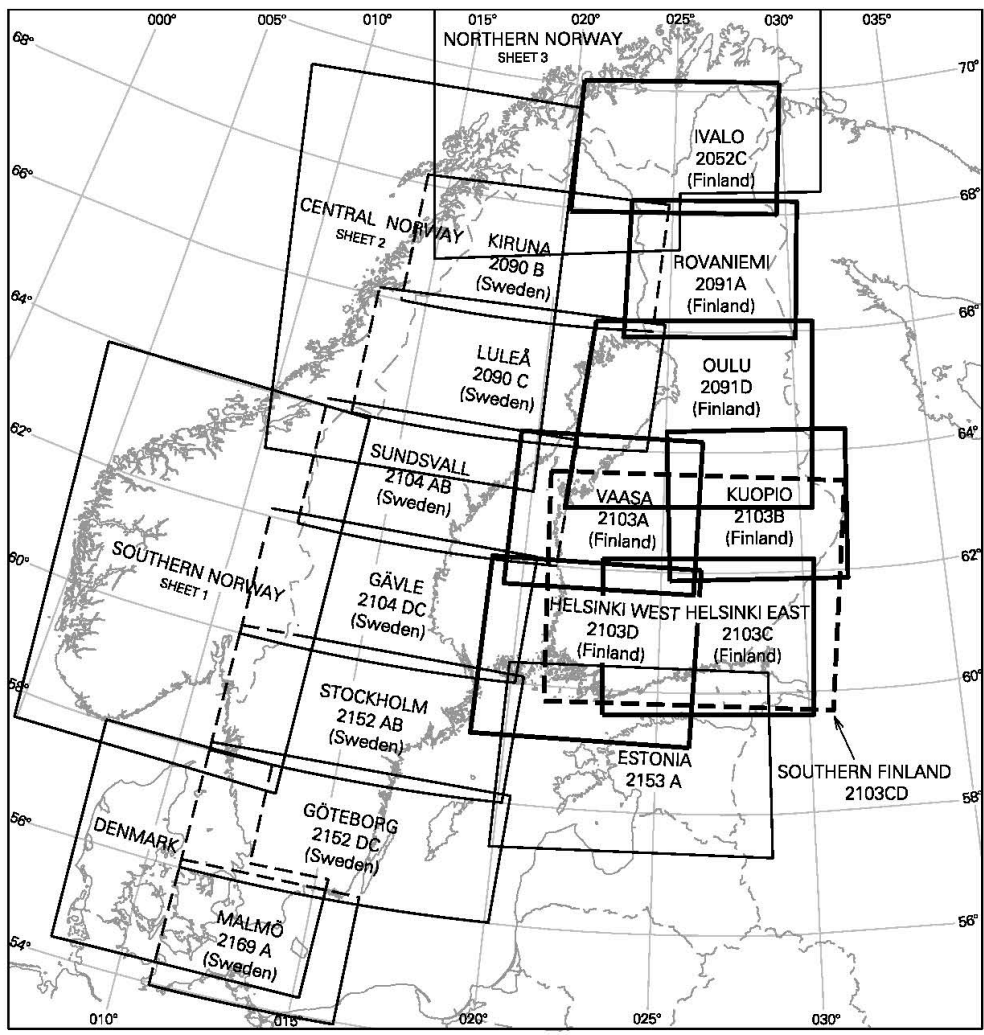 000°
005°
010°
015°
020°
025°
030°
035°
68°
70°
NORTHERN NORWAY
SHEET 3
IVALO
2052C
(Finland)
66°
68°
CENTRAL NORWAY
SHEET 2
KIRUNA
2090 B
(Sweden)
ROVANIEMI
2091A
(Finland)
64°
66°
LULEÅ
2090 C
(Sweden)
OULU
2091D
(Finland)
62°
64°
SUNDSVALL
2104 AB
(Sweden)
VAASA
2103A
(Finland)
KUOPIO
2103B
(Finland)
60°
62°
SOUTHERN NORWAY
SHEET 1
GÄVLE
2104 DC
(Sweden)
HELSINKI WEST
2103D
(Finland)
HELSINKI EAST
2103C
(Finland)
58°
60°
STOCKHOLM
2152 AB
(Sweden)
ESTONIA
2153 A
SOUTHERN FINLAND
2103CD
56°
58°
DENMARK
GÖTEBORG
2152 DC
(Sweden)
54°
56°
MALMÖ
2169 A
(Sweden)
010°
015°
020°
025°
030°